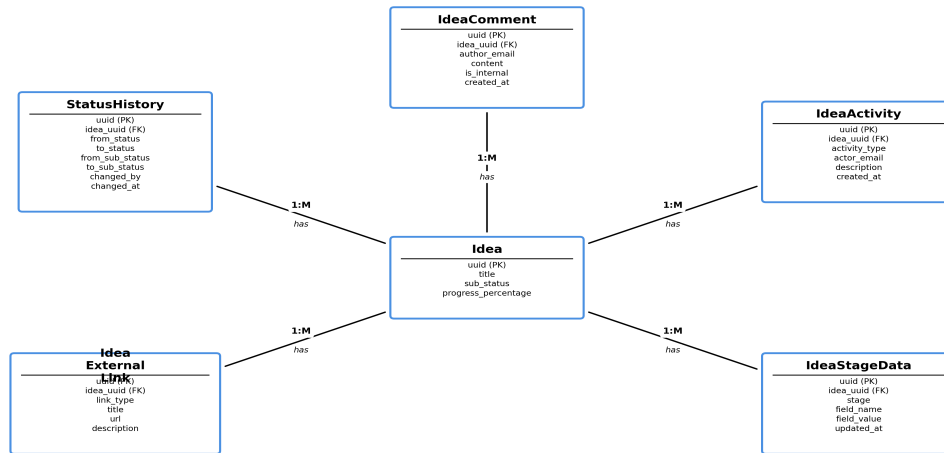 IdeaComment
uuid (PK)
idea_uuid (FK)
author_email
content
is_internal
created_at
StatusHistory
uuid (PK)
idea_uuid (FK)
from_status
to_status
from_sub_status
to_sub_status
changed_by
changed_at
IdeaActivity
uuid (PK)
idea_uuid (FK)
activity_type
actor_email
description
created_at
1:M
has
1:M
has
1:M
has
Idea
uuid (PK)
title
sub_status
progress_percentage
1:M
has
1:M
has
Idea
External
Link
uuid (PK)
idea_uuid (FK)
link_type
title
url
description
IdeaStageData
uuid (PK)
idea_uuid (FK)
stage
field_name
field_value
updated_at